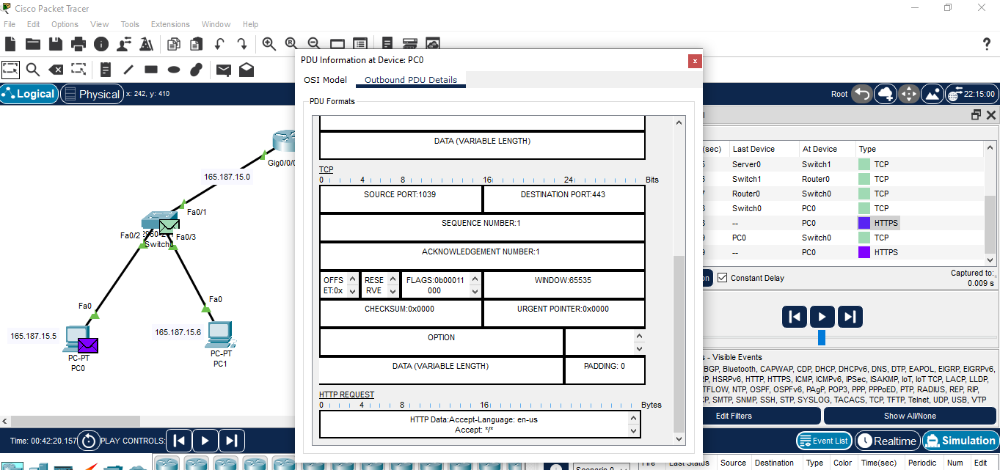 Cisco Packet Tracer
File Edit Options View Tools Extensions Window Help
Logical Physical x: 242, y: 410
Root 22:15:00
PDU Information at Device: PC0
OSI Model Outbound PDU Details
PDU Formats
DATA (VARIABLE LENGTH)
TCP
0 4 8 16 24 Bits
SOURCE PORT:1039 DESTINATION PORT:443
SEQUENCE NUMBER:1
ACKNOWLEDGEMENT NUMBER:1
OFFS RESE FLAGS:0b00011 WINDOW:65535
ET:0x RVE 000
CHECKSUM:0x0000 URGENT POINTER:0x0000
OPTION
DATA (VARIABLE LENGTH) PADDING: 0
HTTP REQUEST
0 4 8 16 Bytes
HTTP Data:Accept-Language: en-us
Accept: */*
Gig0/0/0
165.187.15.0
Fa0/1
Fa0/2
Fa0/3
Switch0
Fa0
Fa0
165.187.15.5
165.187.15.6
PC-PT
PC0
PC-PT
PC1
(sec) Last Device At Device Type
Server0 Switch1 TCP
Switch1 Router0 TCP
Router0 Switch0 TCP
Switch0 PC0 TCP
-- PC0 HTTPS
PC0 Switch0 TCP
-- PC0 HTTPS
Constant Delay
Captured to:
0.009 s
- Visible Events
BGP, Bluetooth, CAPWAP, CDP, DHCP, DHCPv6, DNS, DTP, EAPOL, EIGRP, EIGRPv6,
HSRPv6, HTTP, HTTPS, ICMP, ICMPv6, IPSec, ISAKMP, IoT, IoT TCP, LACP, LLDP,
NTP, OSPF, OSPFv6, PAgP, POP3, PPP, PPPoED, PTP, RADIUS, REP, RIP,
SMTP, SNMP, SSH, STP, SYSLOG, TACACS, TCP, TFTP, Telnet, UDP, USB, VTP
Edit Filters Show All/None
Time: 00:42:20.157 PLAY CONTROLS:
Event List Realtime Simulation
Scenario 0
Fire Last Status Source Destination Type Color Time(sec) Periodic Num Edit